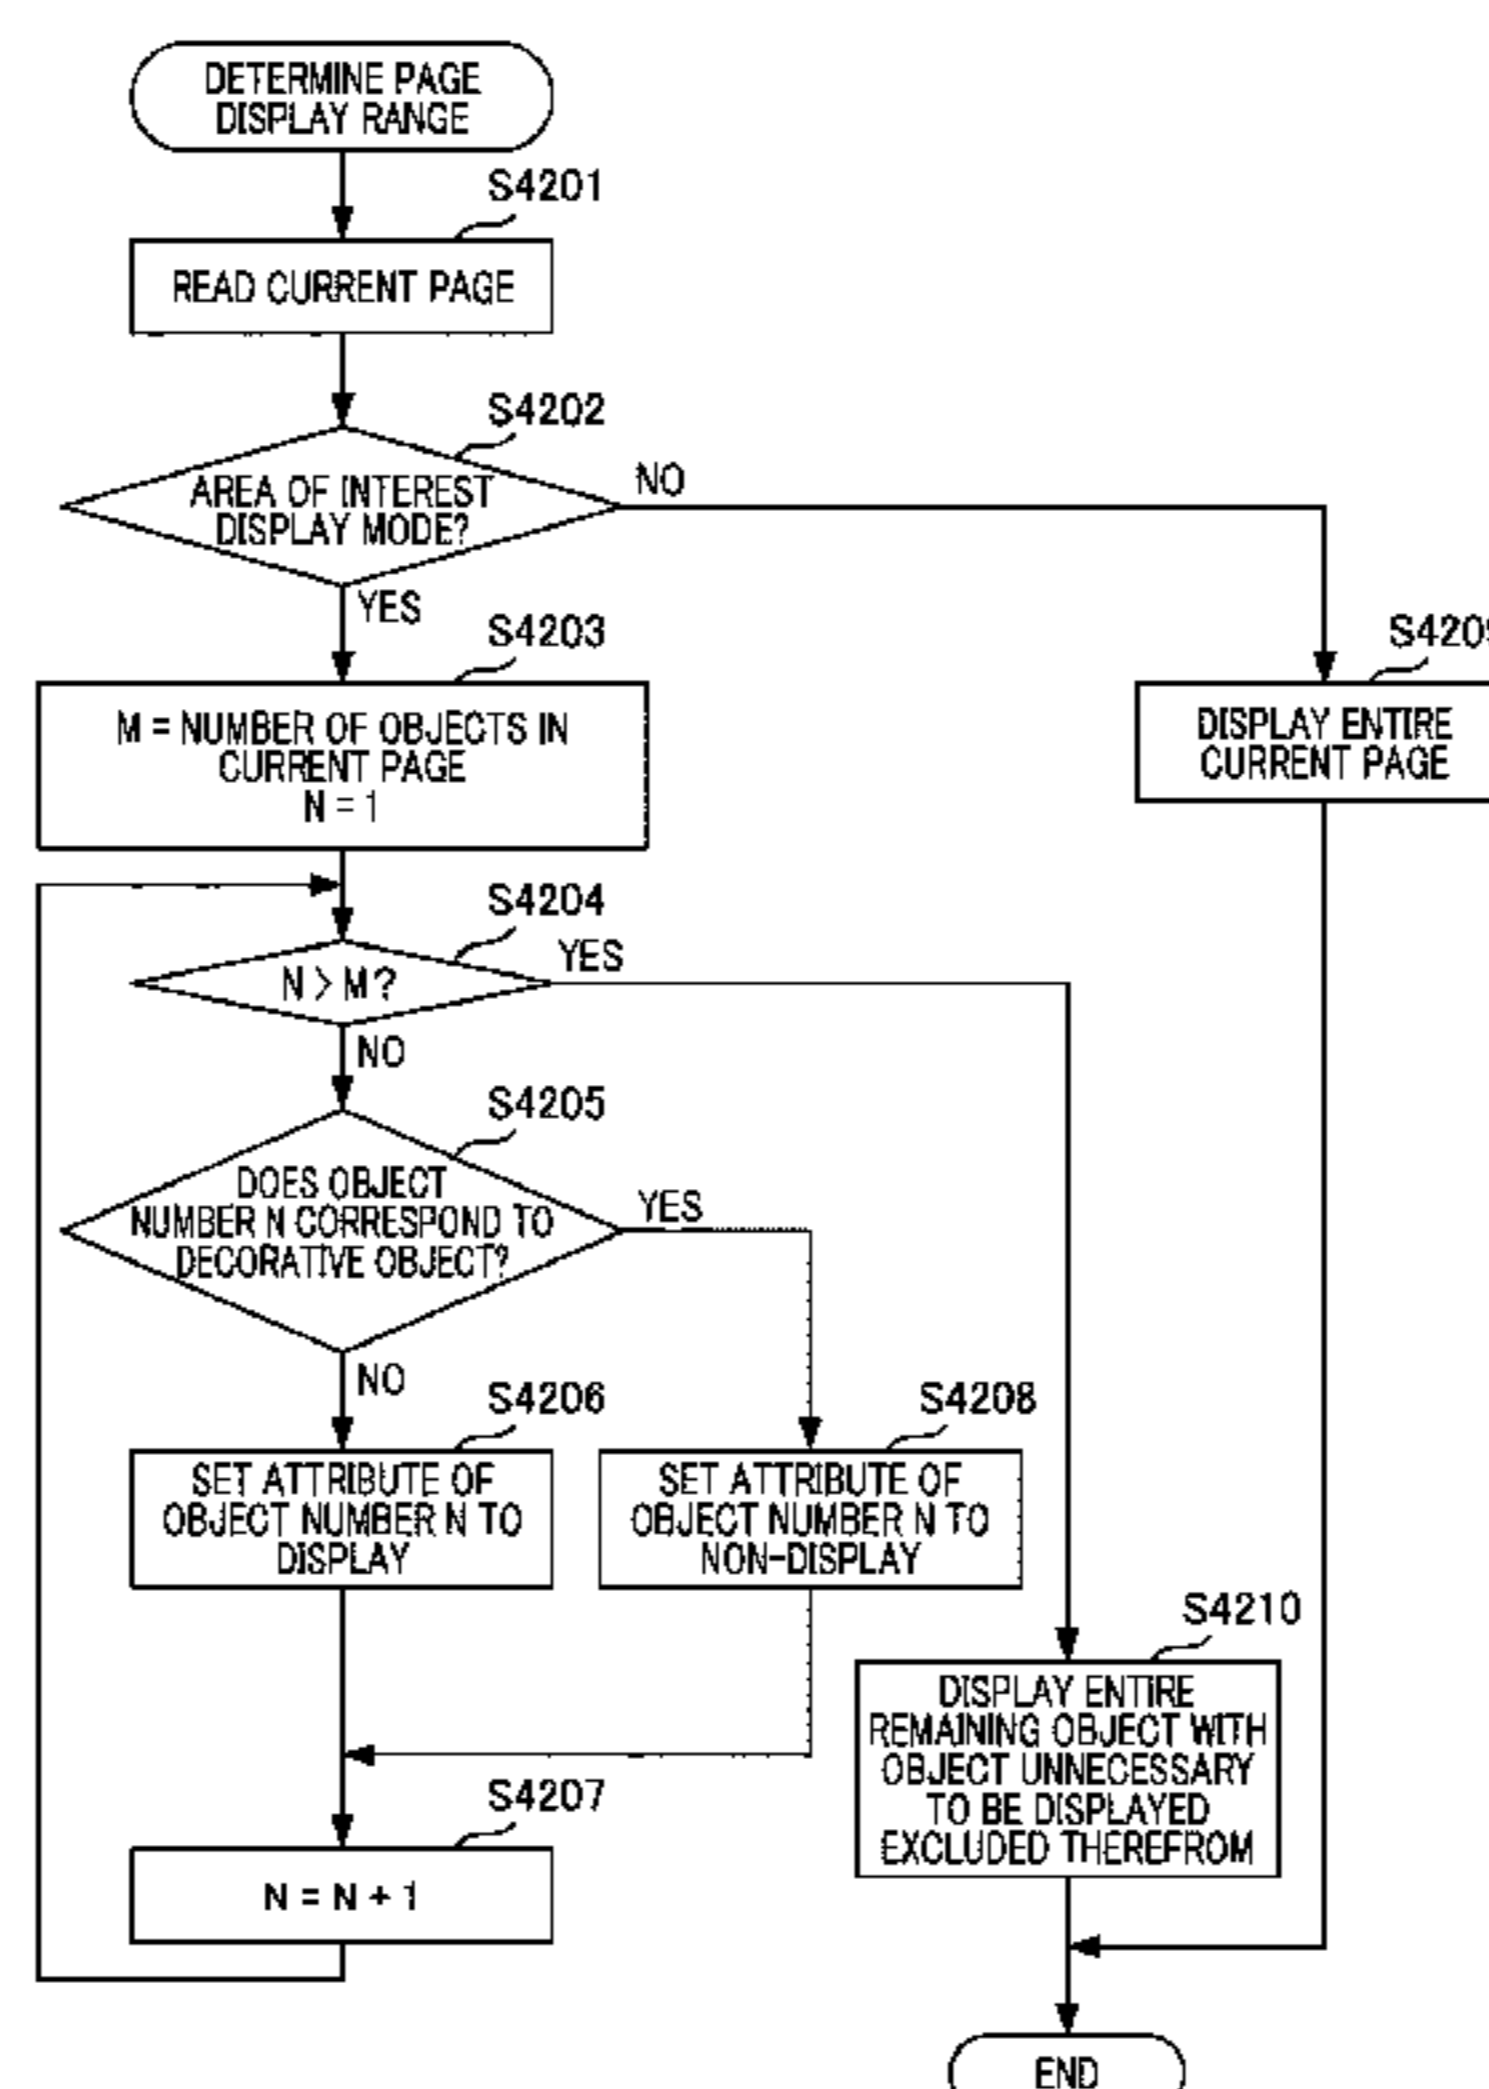 DETERMINE PAGE
DISPLAY RANGE
S4201
READ CURRENT PAGE
S4202
AREA OF INTEREST
DISPLAY MODE?
NO
YES
S4203
M = NUMBER OF OBJECTS IN
CURRENT PAGE
N = 1
S4209
DISPLAY ENTIRE
CURRENT PAGE
S4204
N > M?
YES
NO
S4205
DOES OBJECT
NUMBER N CORRESPOND TO
DECORATIVE OBJECT?
YES
NO
S4206
SET ATTRIBUTE OF
OBJECT NUMBER N TO
DISPLAY
S4208
SET ATTRIBUTE OF
OBJECT NUMBER N TO
NON-DISPLAY
S4210
DISPLAY ENTIRE
REMAINING OBJECT WITH
OBJECT UNNECESSARY
TO BE DISPLAYED
EXCLUDED THEREFROM
S4207
N = N + 1
END